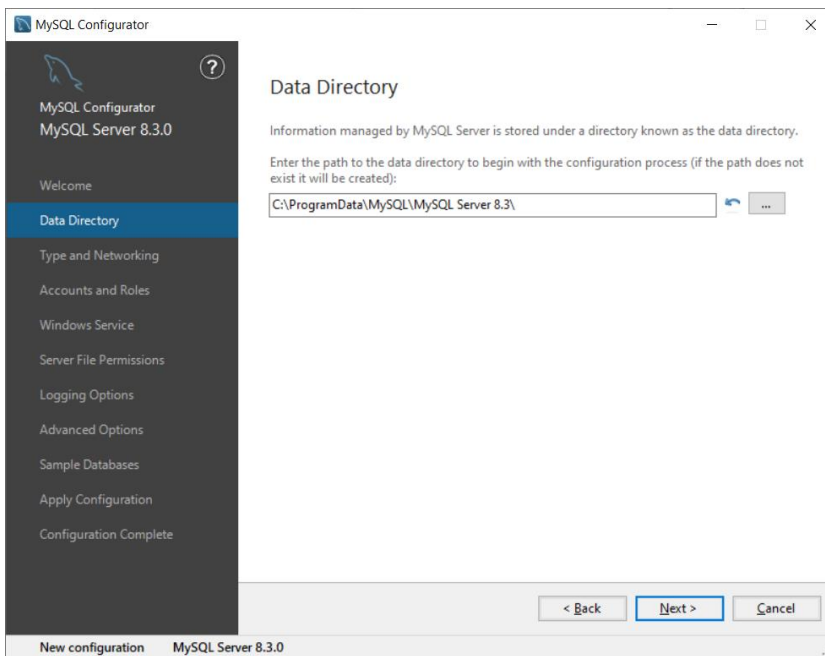 MySQL Configurator
?
MySQL Configurator
MySQL Server 8.3.0
Welcome
Data Directory
Type and Networking
Accounts and Roles
Windows Service
Server File Permissions
Logging Options
Advanced Options
Sample Databases
Apply Configuration
Configuration Complete
Data Directory
Information managed by MySQL Server is stored under a directory known as the data directory.
Enter the path to the data directory to begin with the configuration process (if the path does not
exist it will be created):
C:\ProgramData\MySQL\MySQL Server 8.3\
...
< Back Next > Cancel
New configuration MySQL Server 8.3.0